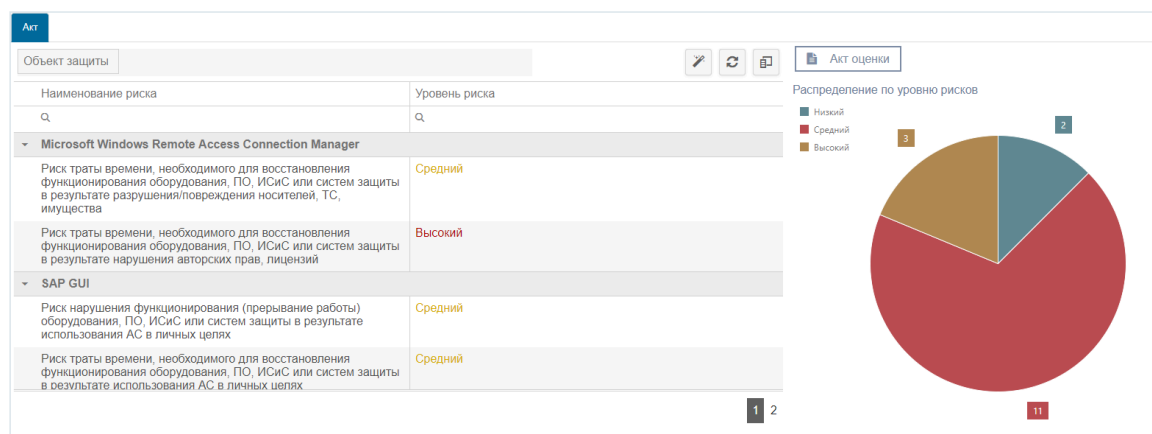 Акт
Объект защиты
Акт оценки
Наименование риска Уровень риска
Microsoft Windows Remote Access Connection Manager
Риск траты времени, необходимого для восстановления
функционирования оборудования, ПО, ИСиС или систем защиты
в результате разрушения/повреждения носителей, ТС,
имущества
Средний
Риск траты времени, необходимого для восстановления
функционирования оборудования, ПО, ИСиС или систем защиты
в результате нарушения авторских прав, лицензий
Высокий
SAP GUI
Риск нарушения функционирования (прерывание работы)
оборудования, ПО, ИСиС или систем защиты в результате
использования АС в личных целях
Средний
Риск траты времени, необходимого для восстановления
функционирования оборудования, ПО, ИСиС или систем защиты
в результате использования АС в личных целях
Средний
1 2
Распределение по уровню рисков
Низкий
Средний
Высокий
2
3
11